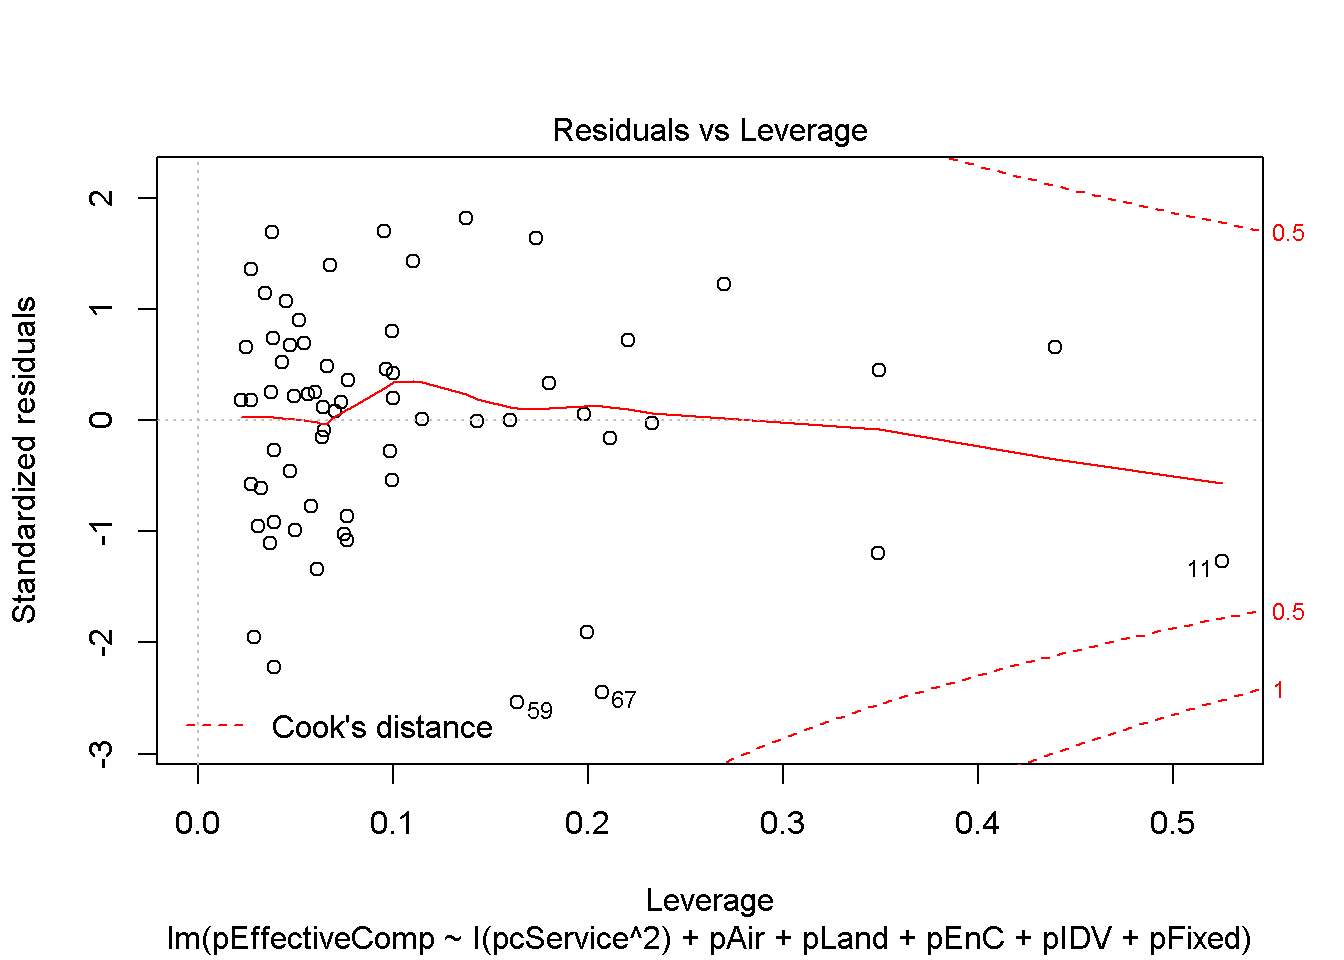 Residuals vs Leverage
Standardized residuals
2
1
0
-1
-2
-3
0.5
0.5
1
11
59
67
Cook's distance
0.0 0.1 0.2 0.3 0.4 0.5
Leverage
lm(pEffectiveComp ~ I(pcService^2) + pAir + pLand + pEnC + pIDV + pFixed)